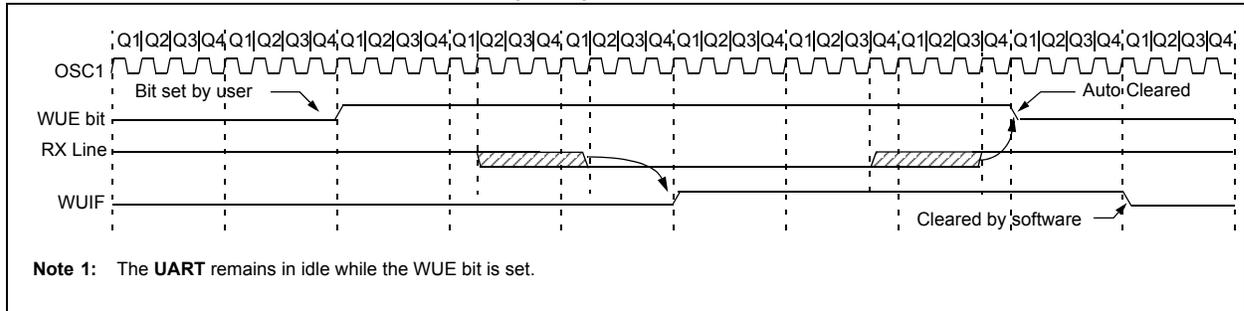 Q1|Q2|Q3|Q4|Q1|Q2|Q3|Q4|Q1|Q2|Q3|Q4|Q1|Q2|Q3|Q4|Q1|Q2|Q3|Q4|Q1|Q2|Q3|Q4|Q1|Q2|Q3|Q4|Q1|Q2|Q3|Q4|Q1|Q2|Q3|Q4|Q1|Q2|Q3|Q4
OSC1
Bit set by user
Auto Cleared
WUE bit
RX Line
WUIF
Cleared by software
Note 1: The UART remains in idle while the WUE bit is set.